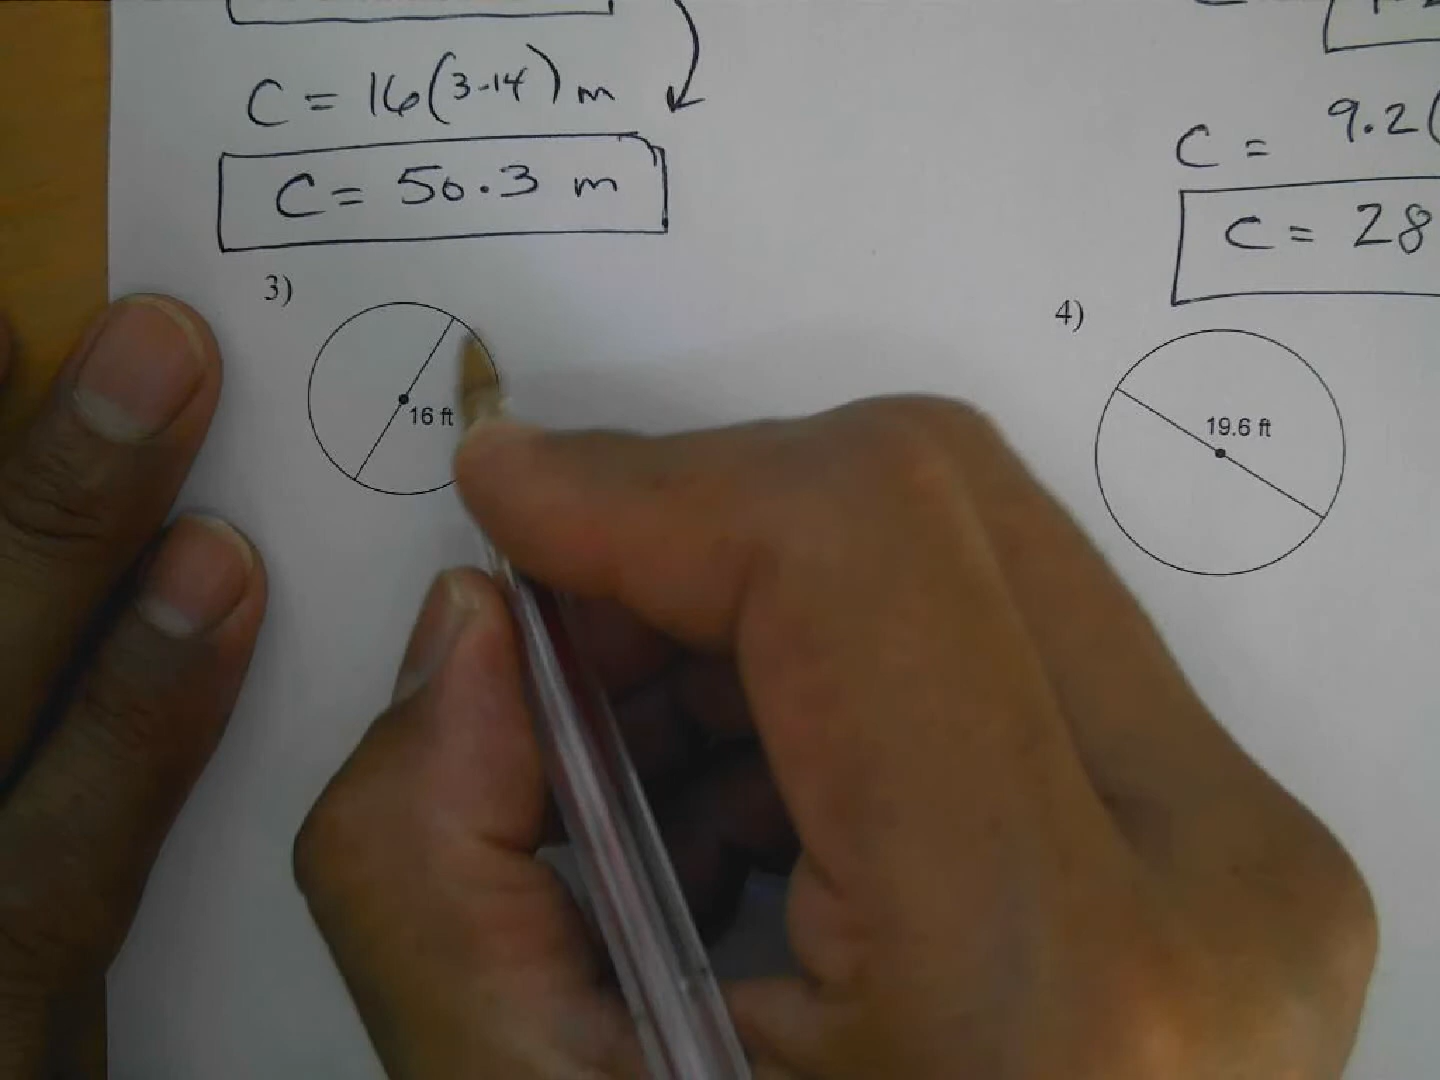 C = 16(3.14) m
C = 50.3 m
3)
16 ft
C = 9.2(
C = 28
4)
19.6 ft